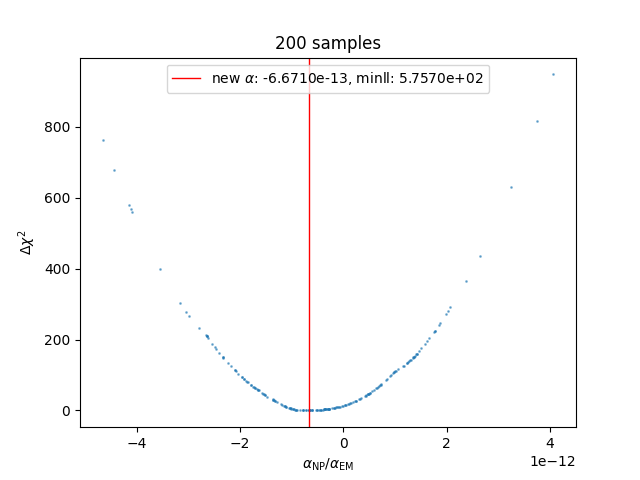 200 samples
new α: -6.6710e-13, minll: 5.7570e+02
Δχ²
800
600
400
200
0
−4
−2
0
2
4
1e−12
α_NP/α_EM